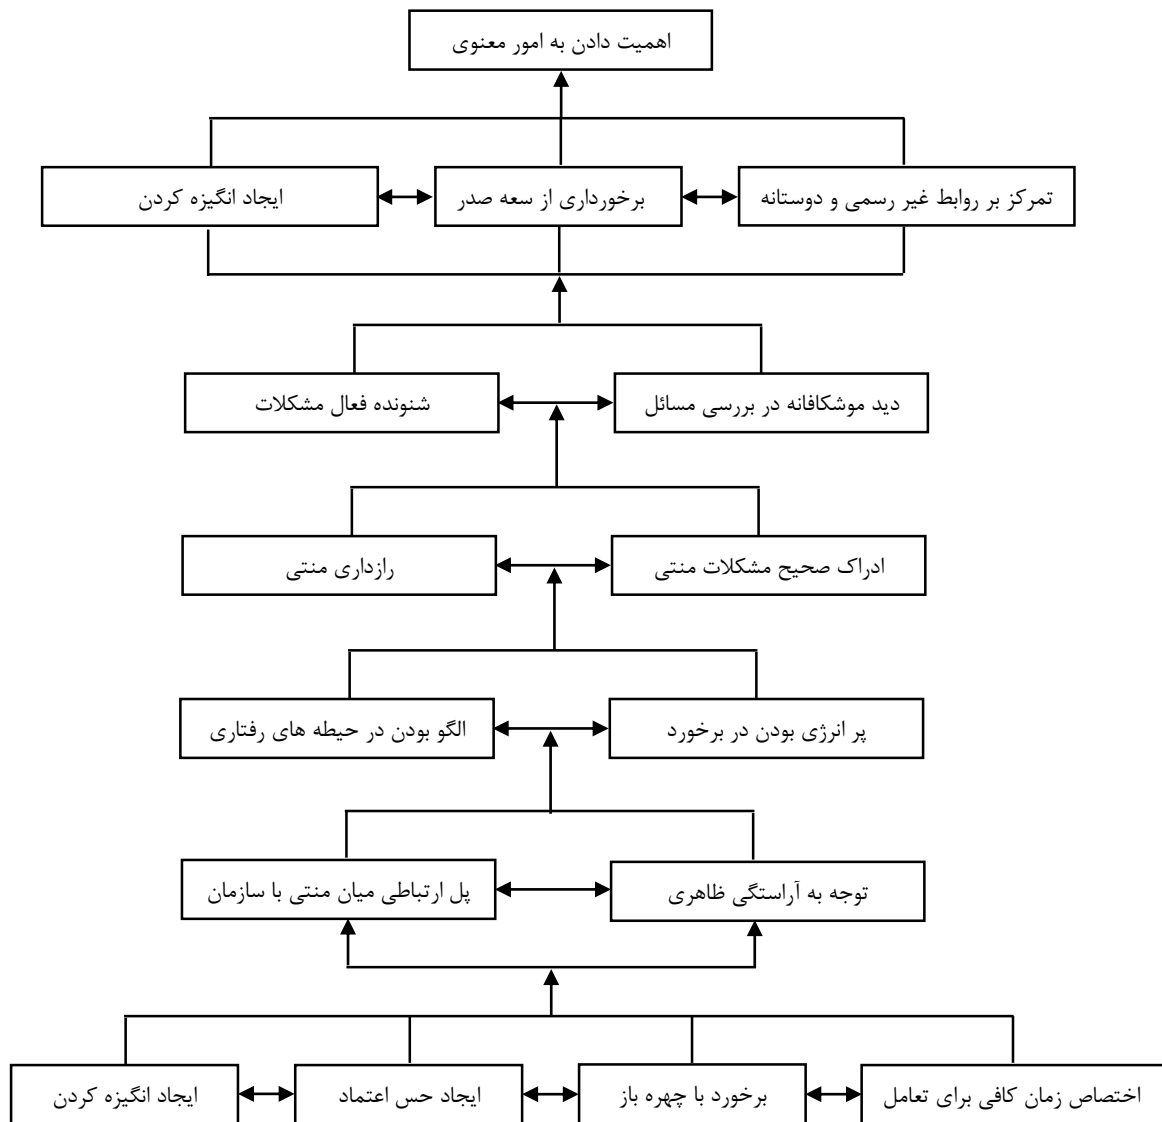 اهمیت دادن به امور معنوی
تمرکز بر روابط غیر رسمی و دوستانه
برخورداری از سعه صدر
ایجاد انگیزه کردن
دید موشکافانه در بررسی مسائل
شنونده فعال مشکلات
ادراک صحیح مشکلات منتی
رازداری منتی
پر انرژی بودن در برخورد
الگو بودن در حیطه های رفتاری
توجه به آراستگی ظاهری
پل ارتباطی میان منتی با سازمان
اختصاص زمان کافی برای تعامل
برخورد با چهره باز
ایجاد حس اعتماد
ایجاد انگیزه کردن